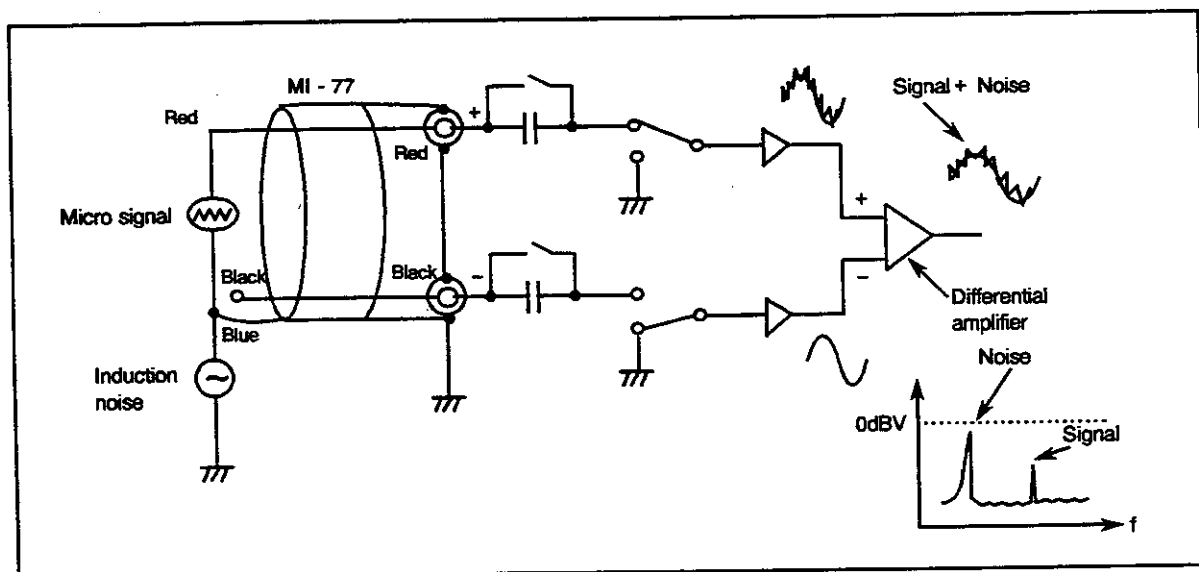 MI - 77
Red
+
Red
Signal + Noise
Micro signal
+
Black
Black
−
−
Blue
Differential
amplifier
Induction
noise
Noise
0dBV
Signal
f